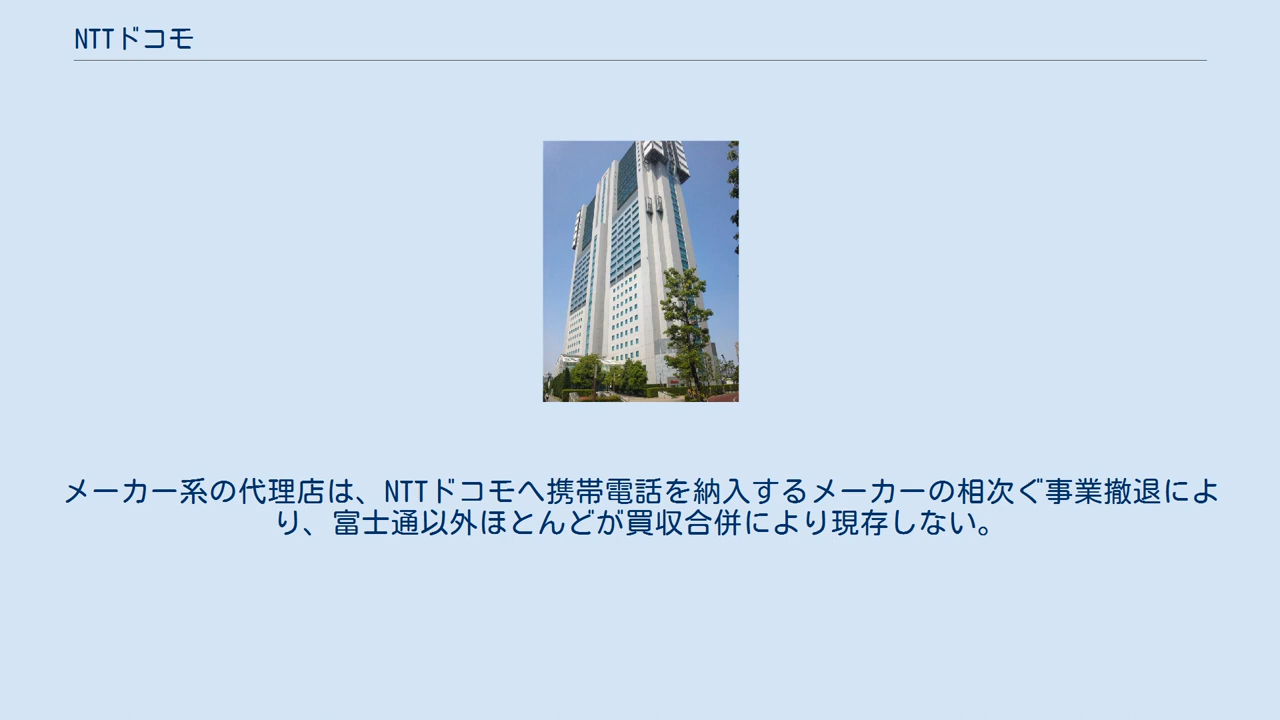 NTTドコモ
メーカー系の代理店は、NTTドコモへ携帯電話を納入するメーカーの相次ぐ事業撤退によ
り、富士通以外ほとんどが買収合併により現存しない。